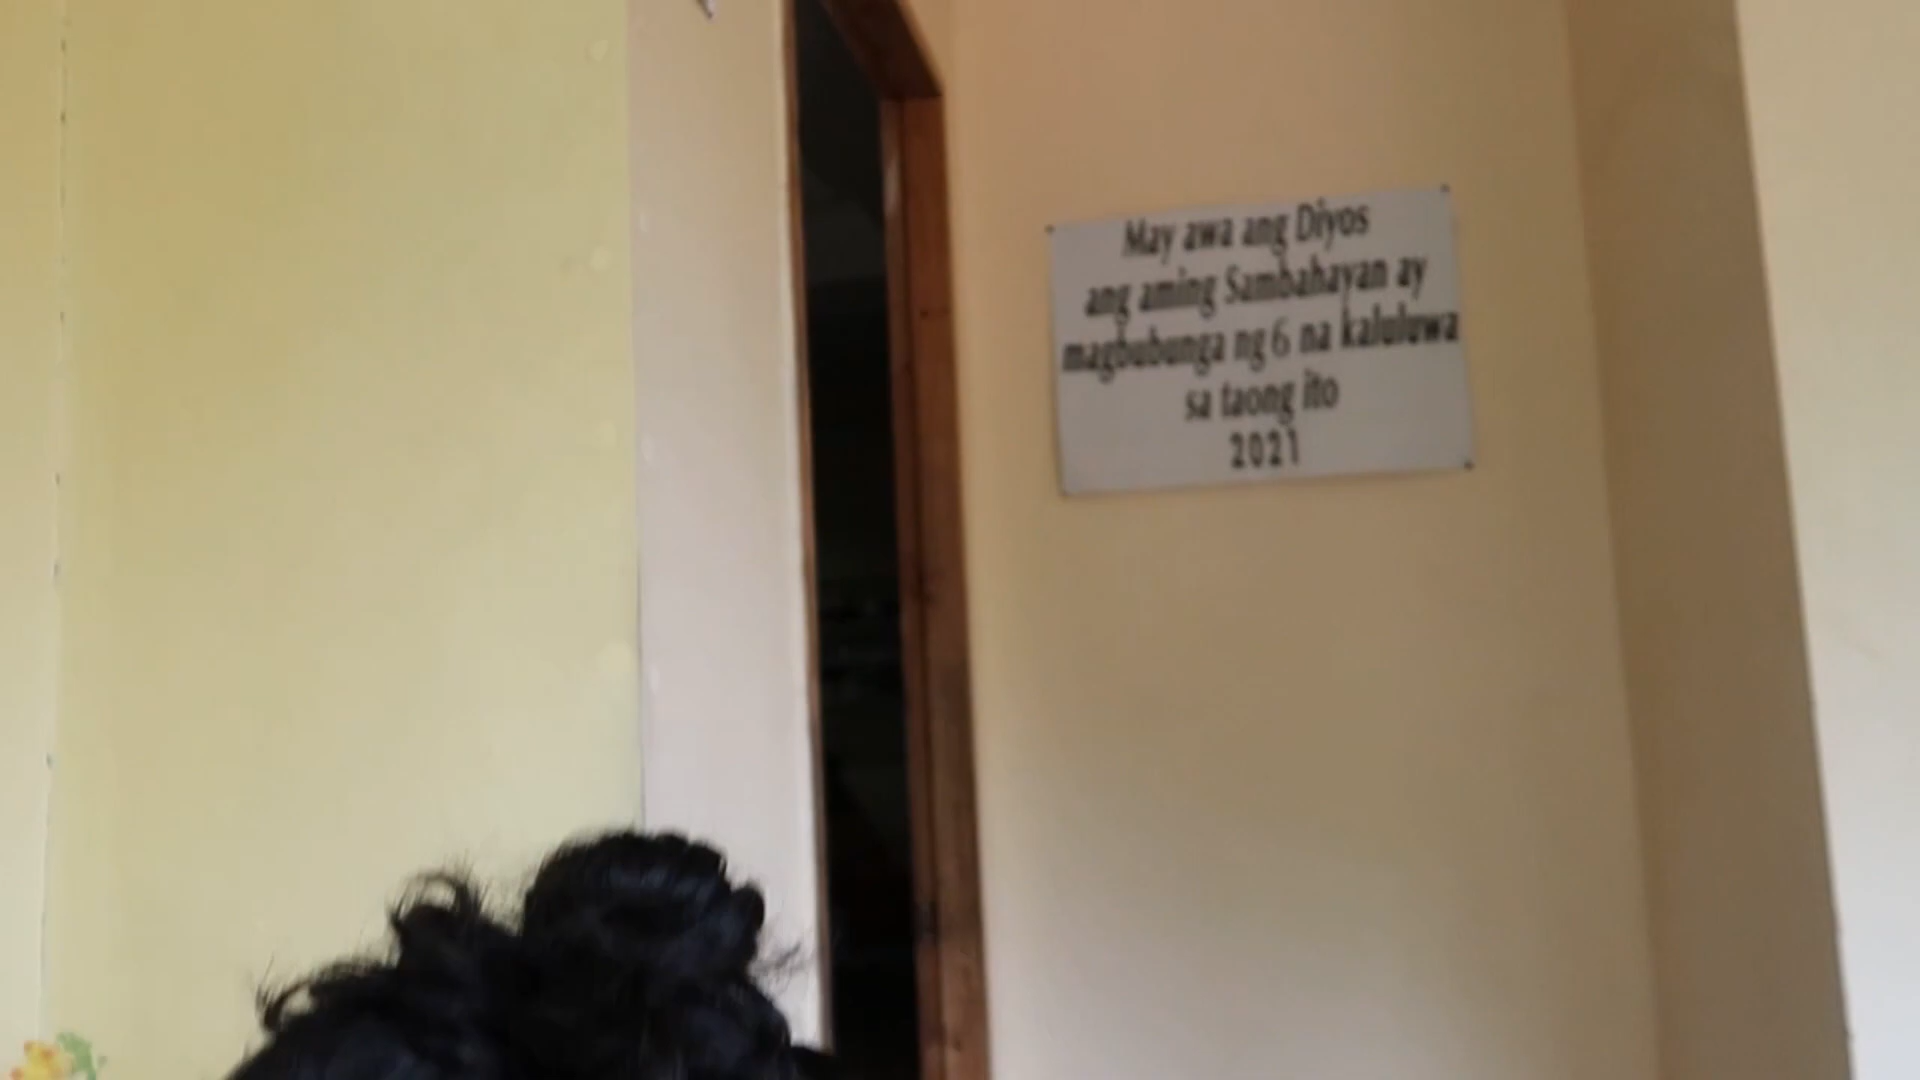 May awa ang Diyos
ang aming Sambahayan ay
magbubunga ng 6 na kaluluwa
sa taong ito
2021